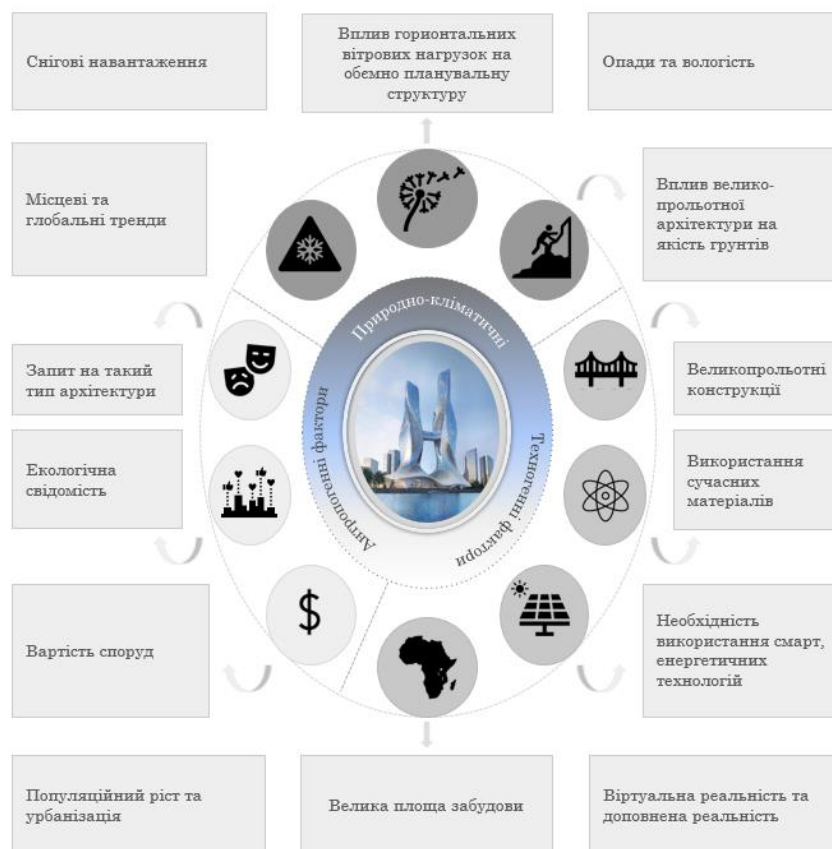 Снігові навантаження
Вплив горионтальних
вітрових нагрузок на
обємно планувальну
структуру
Опади та вологість
Місцеві та
глобальні тренди
Вплив велико-
прольотної
архітектури на
якість грунтів
Природно-кліматичні
Антропогенні фактори
Техногенні фактори
Запит на такий
тип архітектури
Великопрольотні
конструкції
Екологічна
свідомість
Використання
сучасних
матеріалів
$
Вартість споруд
Необхідність
використання смарт,
енергетичних
технологій
Популяційний ріст та
урбанізація
Велика площа забудови
Віртуальна реальність та
доповнена реальність